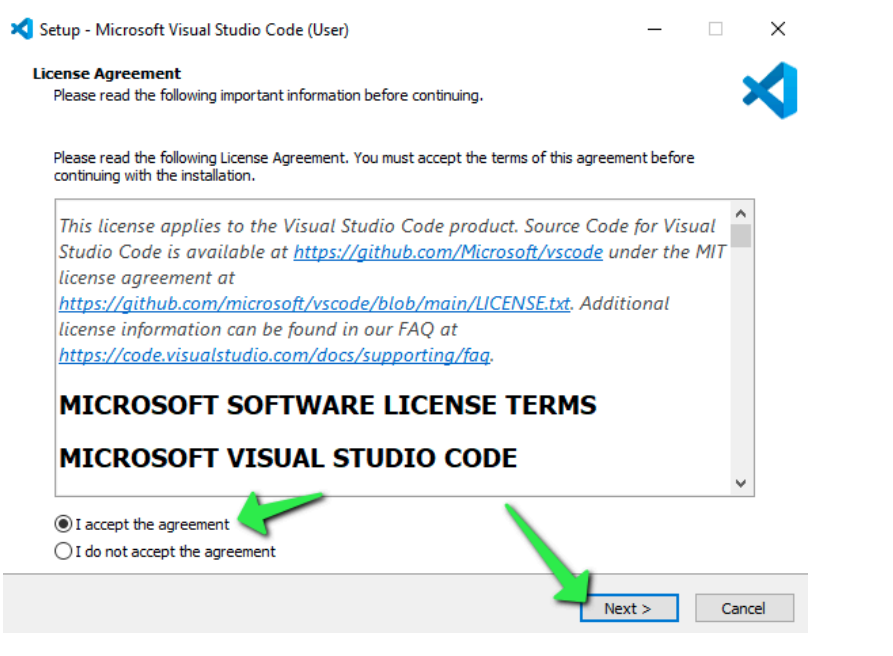 Setup - Microsoft Visual Studio Code (User)
License Agreement
Please read the following important information before continuing.
Please read the following License Agreement. You must accept the terms of this agreement before
continuing with the installation.
This license applies to the Visual Studio Code product. Source Code for Visual
Studio Code is available at https://github.com/Microsoft/vscode under the MIT
license agreement at
https://github.com/microsoft/vscode/blob/main/LICENSE.txt. Additional
license information can be found in our FAQ at
https://code.visualstudio.com/docs/supporting/faq.
MICROSOFT SOFTWARE LICENSE TERMS
MICROSOFT VISUAL STUDIO CODE
I accept the agreement
I do not accept the agreement
Next >
Cancel